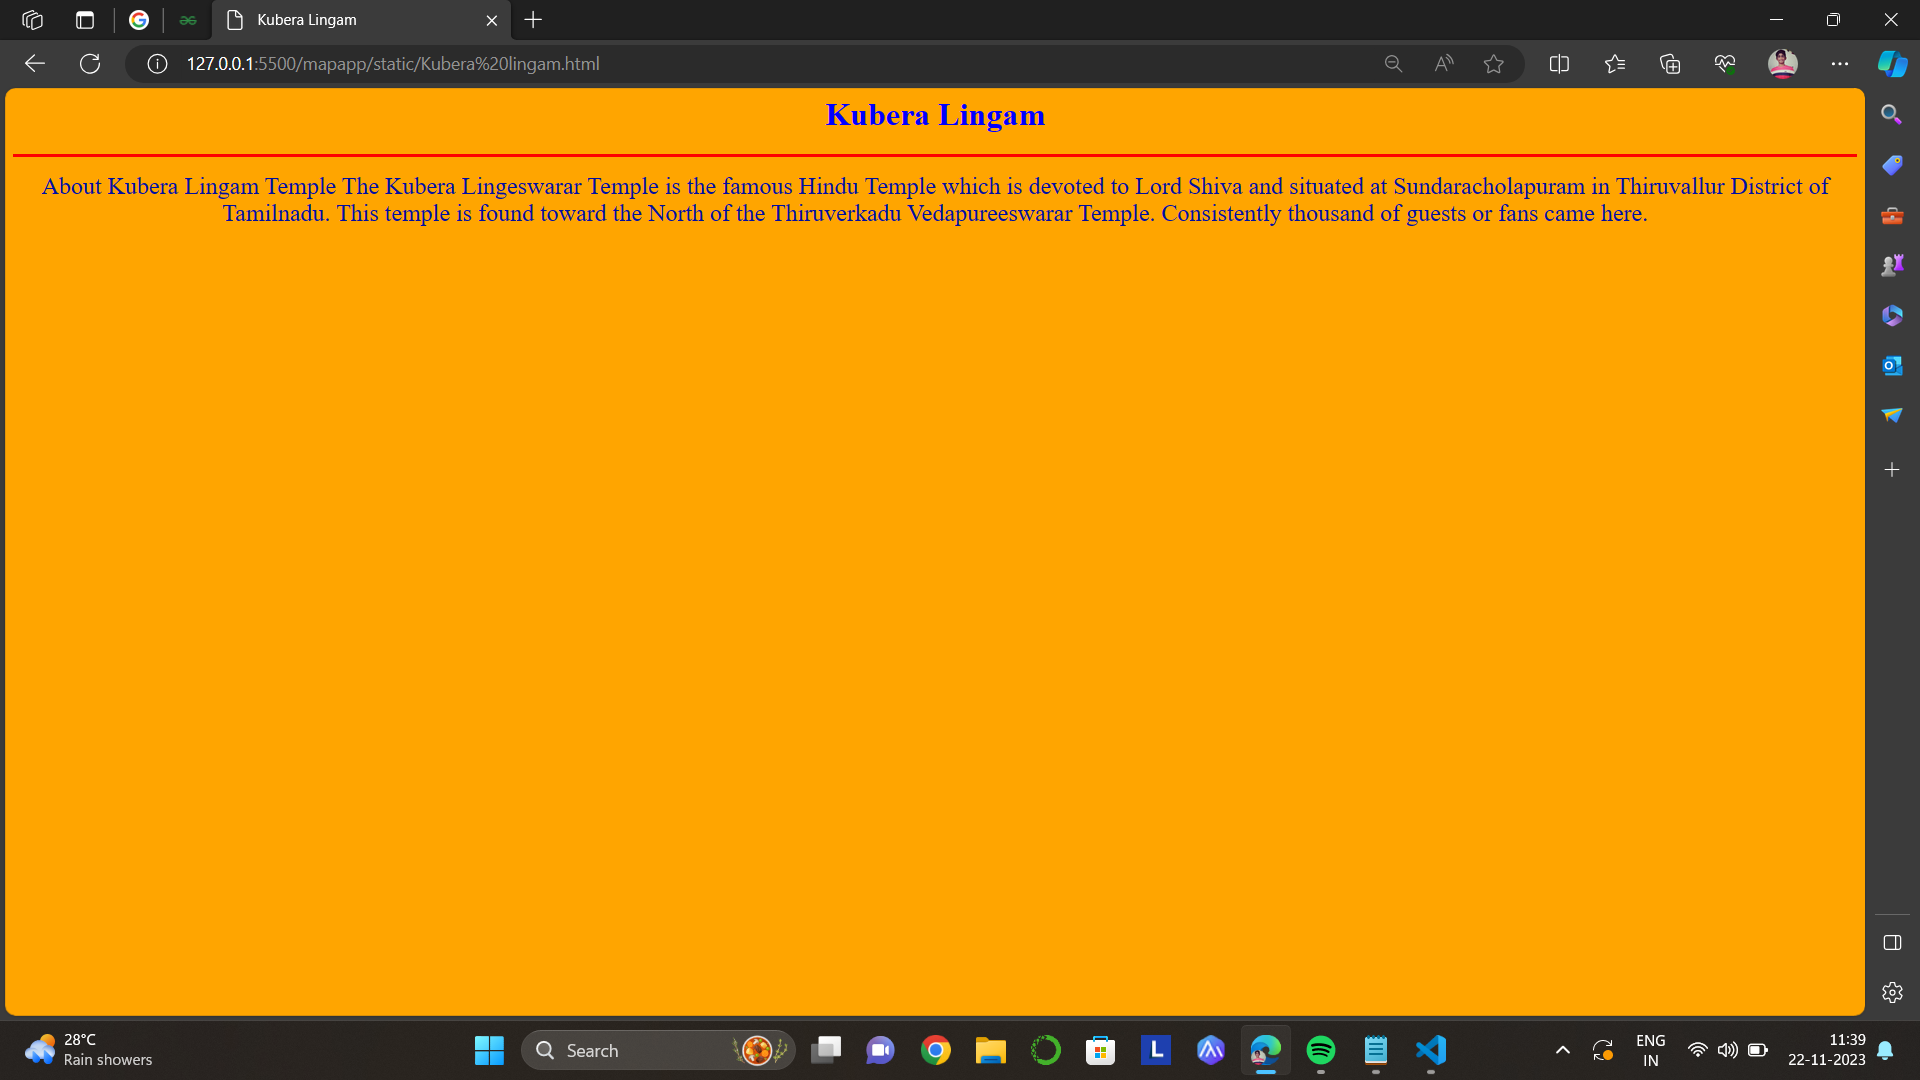 Kubera Lingam
127.0.0.1:5500/mapapp/static/Kubera%20lingam.html
Kubera Lingam
About Kubera Lingam Temple The Kubera Lingeswarar Temple is the famous Hindu Temple which is devoted to Lord Shiva and situated at Sundaracholapuram in Thiruvallur District of
Tamilnadu. This temple is found toward the North of the Thiruverkadu Vedapureeswarar Temple. Consistently thousand of guests or fans came here.
28°C
Rain showers
Search
L
ENG
IN
11:39
22-11-2023